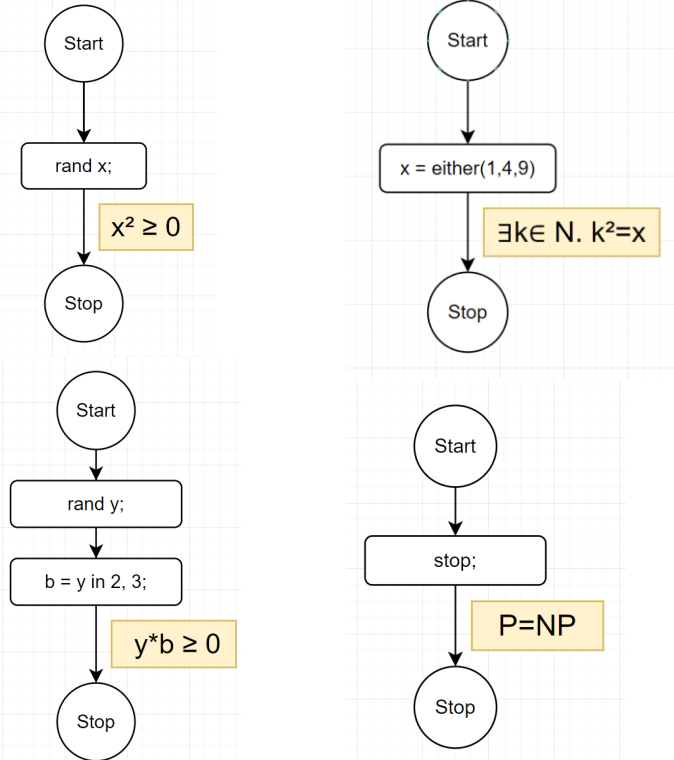 Start
rand x;
x² ≥ 0
Stop
Start
x = either(1,4,9)
∃k∈ N. k²=x
Stop
Start
rand y;
b = y in 2, 3;
y*b ≥ 0
Stop
Start
stop;
P=NP
Stop